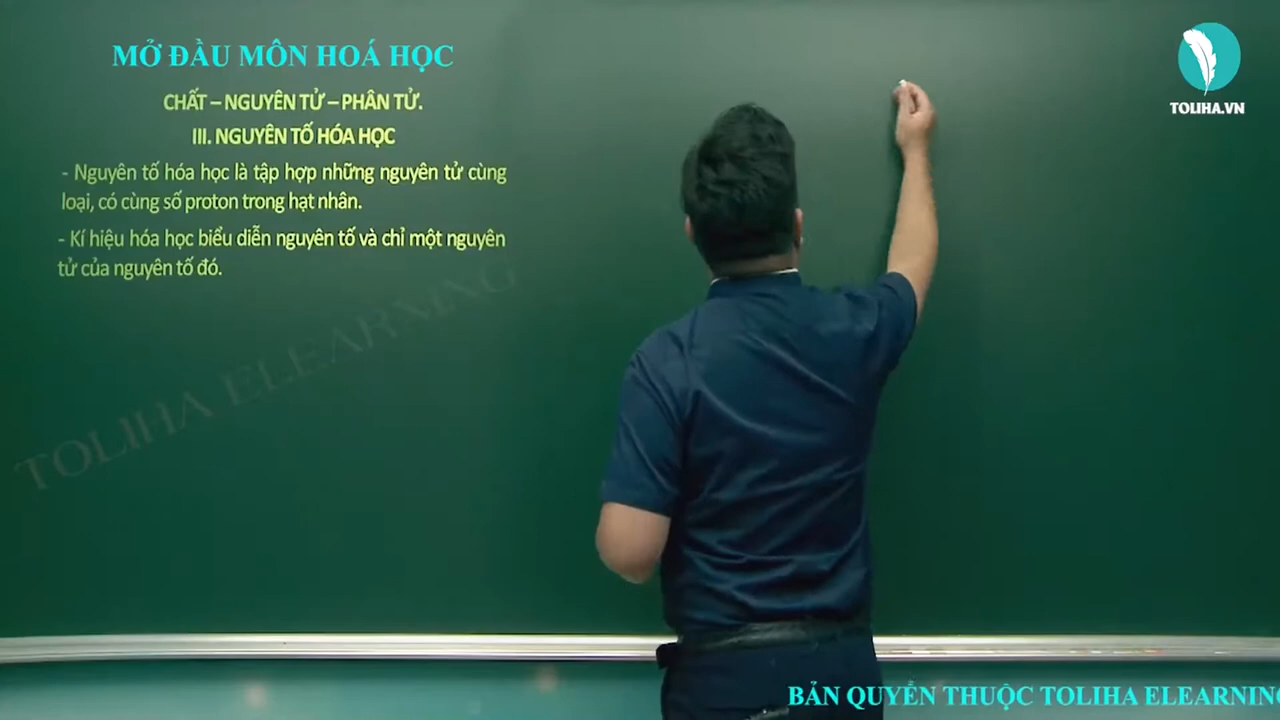 MỞ ĐẦU MÔN HOÁ HỌC
CHẤT – NGUYÊN TỬ – PHÂN TỬ.
III. NGUYÊN TỐ HÓA HỌC
- Nguyên tố hóa học là tập hợp những nguyên tử cùng
loại, có cùng số proton trong hạt nhân.
- Kí hiệu hóa học biểu diễn nguyên tố và chỉ một nguyên
tử của nguyên tố đó.
TOLIHA.VN
TOLIHA ELEARNING
BẢN QUYỀN THUỘC TOLIHA ELEARNING